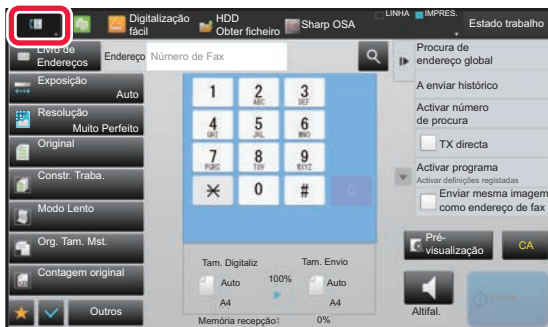 Digitalização
fácil
HDD
Obter ficheiro
Sharp OSA
LINHA
IMPRES.
Estado trabalho
Livro de
Endereços
Endereço
Número de Fax
Exposição
Auto
Resolução
Muito Perfeito
Original
Constr. Traba.
Modo Lento
Org. Tam. Mst.
Contagem original
Outros
1
2
ABC
3
DEF
4
GHI
5
JKL
6
MNO
7
PQRS
8
TUV
9
WXYZ
0
#
C
Tam. Digitaliz
Tam. Envio
Auto
100%
Auto
A4
A4
Memória recepção:
0%
Procura de
endereço global
A enviar histórico
Activar número
de procura
TX directa
Activar programa
Activar definições registadas
Enviar mesma imagem
como endereço de fax
Pré-
visualização
CA
Altifal.